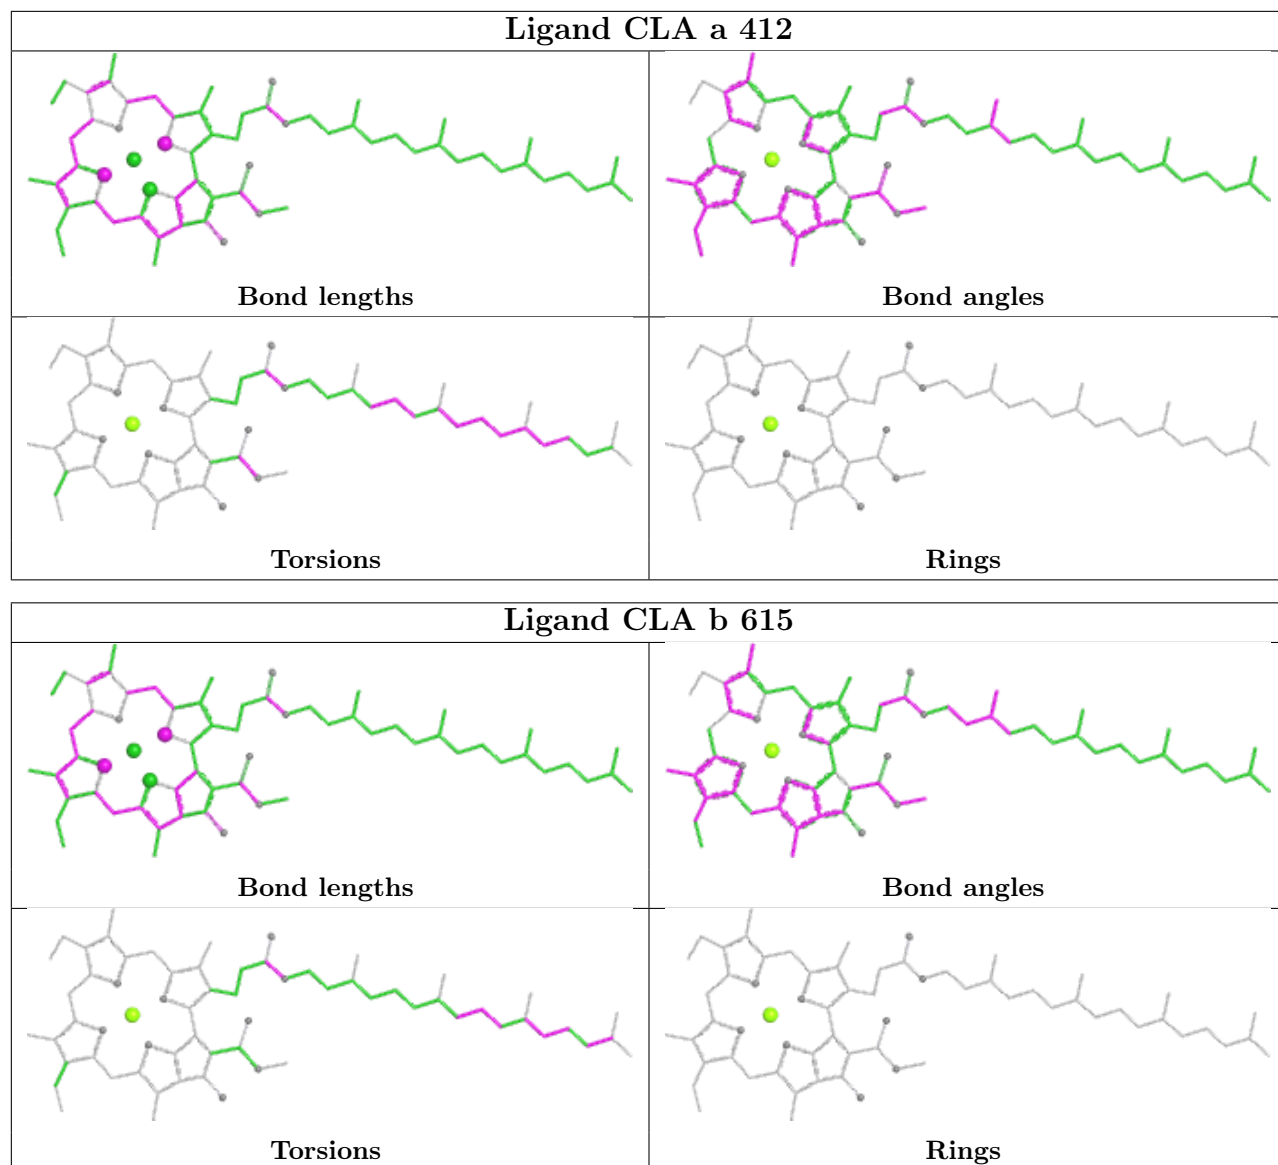 Ligand CLA a 412
Bond lengths
Bond angles
Torsions
Rings
Ligand CLA b 615
Bond lengths
Bond angles
Torsions
Rings